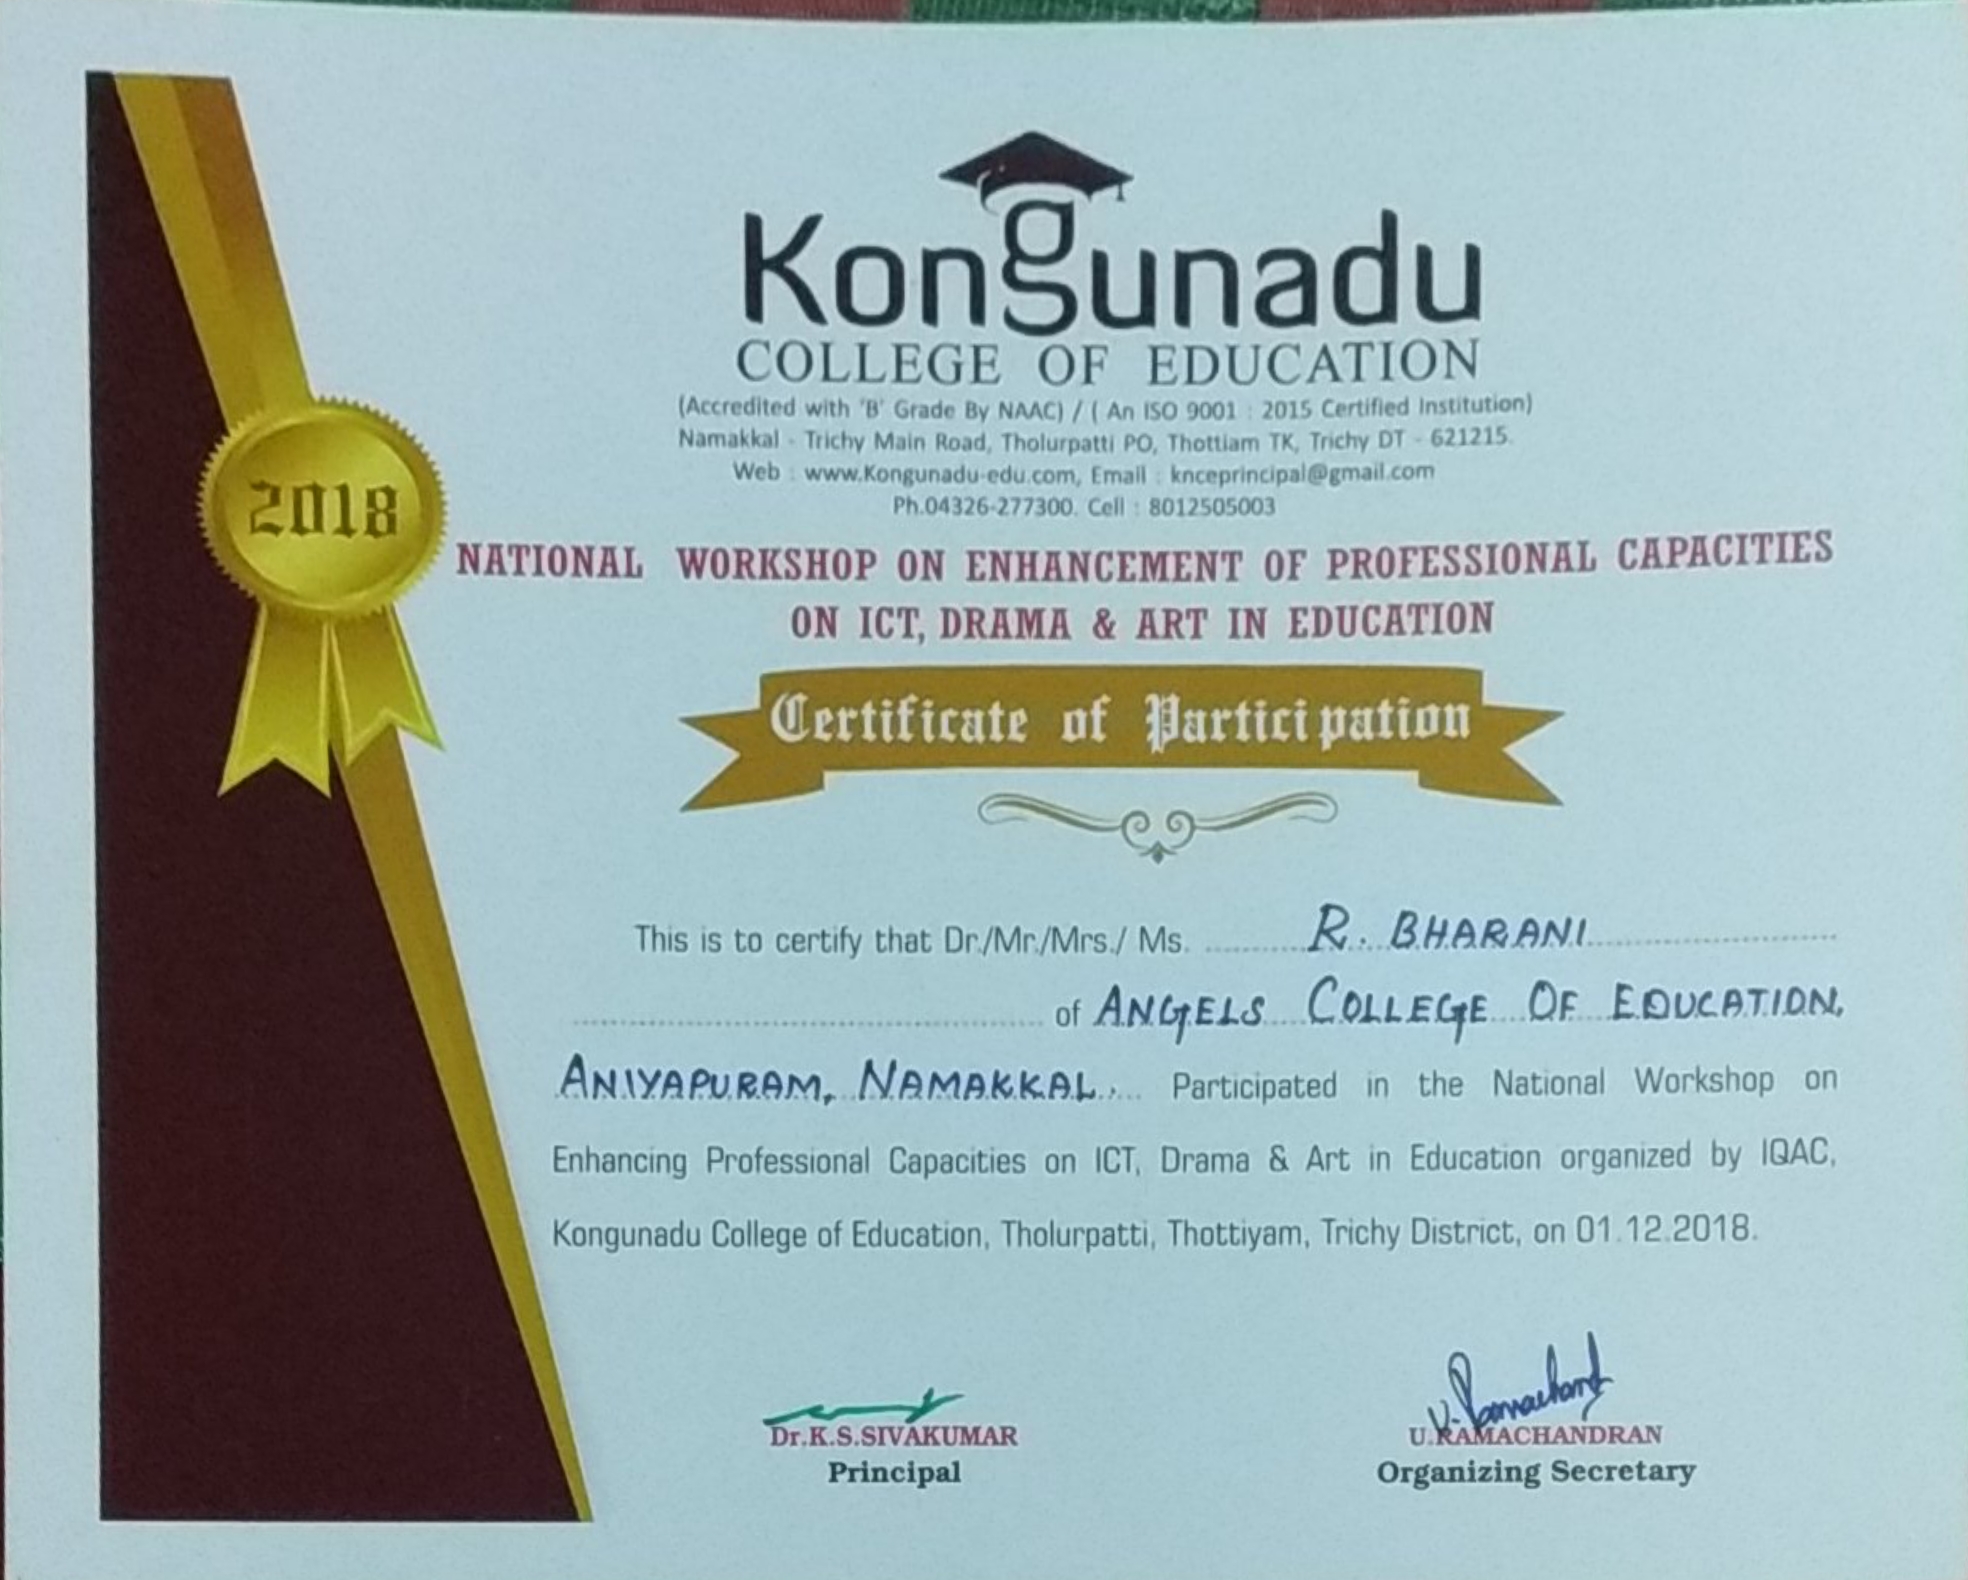 Kongunadu
COLLEGE OF EDUCATION
(Accredited with 'B' Grade By NAAC) / ( An ISO 9001 : 2015 Certified Institution)
Namakkal - Trichy Main Road, Tholurpatti PO, Thottiam TK, Trichy DT - 621215.
Web : www.Kongunadu-edu.com, Email : knceprincipal@gmail.com
Ph.04326-277300. Cell : 8012505003
2018
NATIONAL WORKSHOP ON ENHANCEMENT OF PROFESSIONAL CAPACITIES
ON ICT, DRAMA & ART IN EDUCATION
Certificate of Participation
This is to certify that Dr./Mr./Mrs./ Ms. R. BHARANI
of ANGELS COLLEGE OF EDUCATION,
ANIYAPURAM, NAMAKKAL. Participated in the National Workshop on
Enhancing Professional Capacities on ICT, Drama & Art in Education organized by IQAC,
Kongunadu College of Education, Tholurpatti, Thottiyam, Trichy District, on 01.12.2018.
U. Ramachand
Dr.K.S.SIVAKUMAR U.RAMACHANDRAN
Principal Organizing Secretary